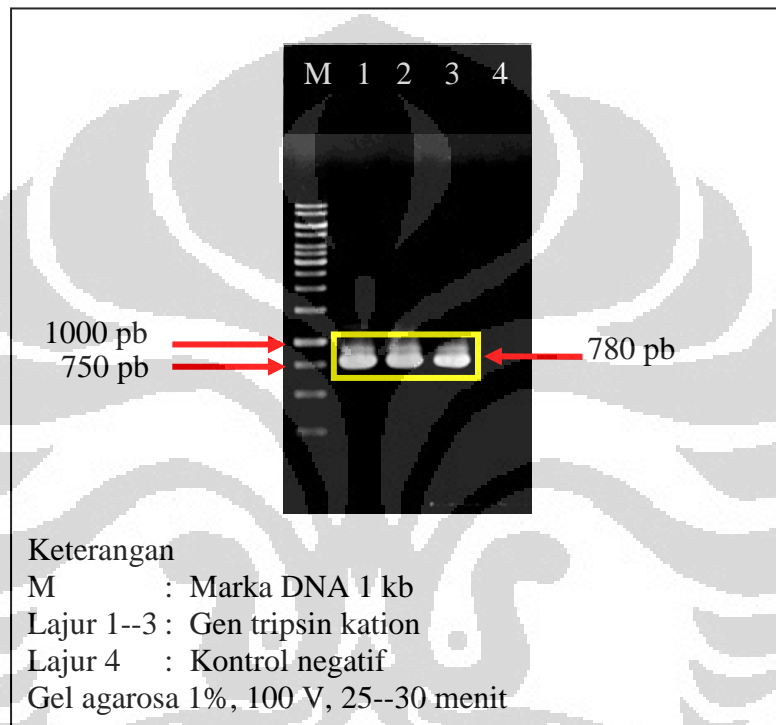 M 1 2 3 4
1000 pb
750 pb
780 pb
Keterangan
M : Marka DNA 1 kb
Lajur 1--3 : Gen tripsin kation
Lajur 4 : Kontrol negatif
Gel agarosa 1%, 100 V, 25--30 menit